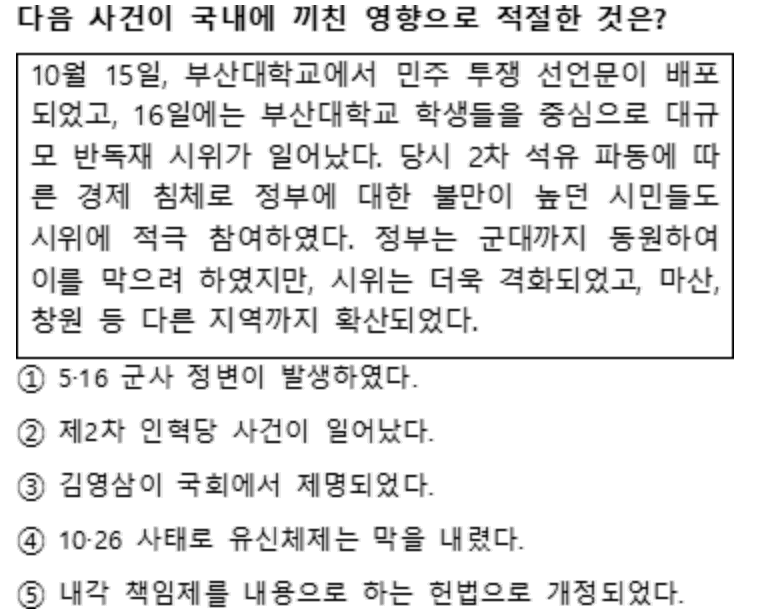 다음 사건이 국내에 끼친 영향으로 적절한 것은?
10월 15일, 부산대학교에서 민주 투쟁 선언문이 배포
되었고, 16일에는 부산대학교 학생들을 중심으로 대규
모 반독재 시위가 일어났다. 당시 2차 석유 파동에 따
른 경제 침체로 정부에 대한 불만이 높던 시민들도
시위에 적극 참여하였다. 정부는 군대까지 동원하여
이를 막으려 하였지만, 시위는 더욱 격화되었고, 마산,
창원 등 다른 지역까지 확산되었다.
① 5·16 군사 정변이 발생하였다.
② 제2차 인혁당 사건이 일어났다.
③ 김영삼이 국회에서 제명되었다.
④ 10·26 사태로 유신체제는 막을 내렸다.
⑤ 내각 책임제를 내용으로 하는 헌법으로 개정되었다.